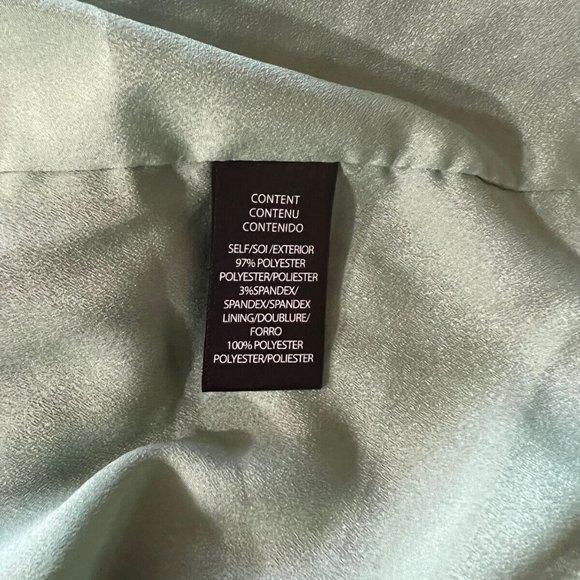 CONTENT
CONTENU
CONTENIDO
SELF/SOI/EXTERIOR
97% POLYESTER
POLYESTER/POLIESTER
3%SPANDEX/
SPANDEX/SPANDEX
LINING/DOUBLURE/
FORRO
100% POLYESTER
POLYESTER/POLIESTER